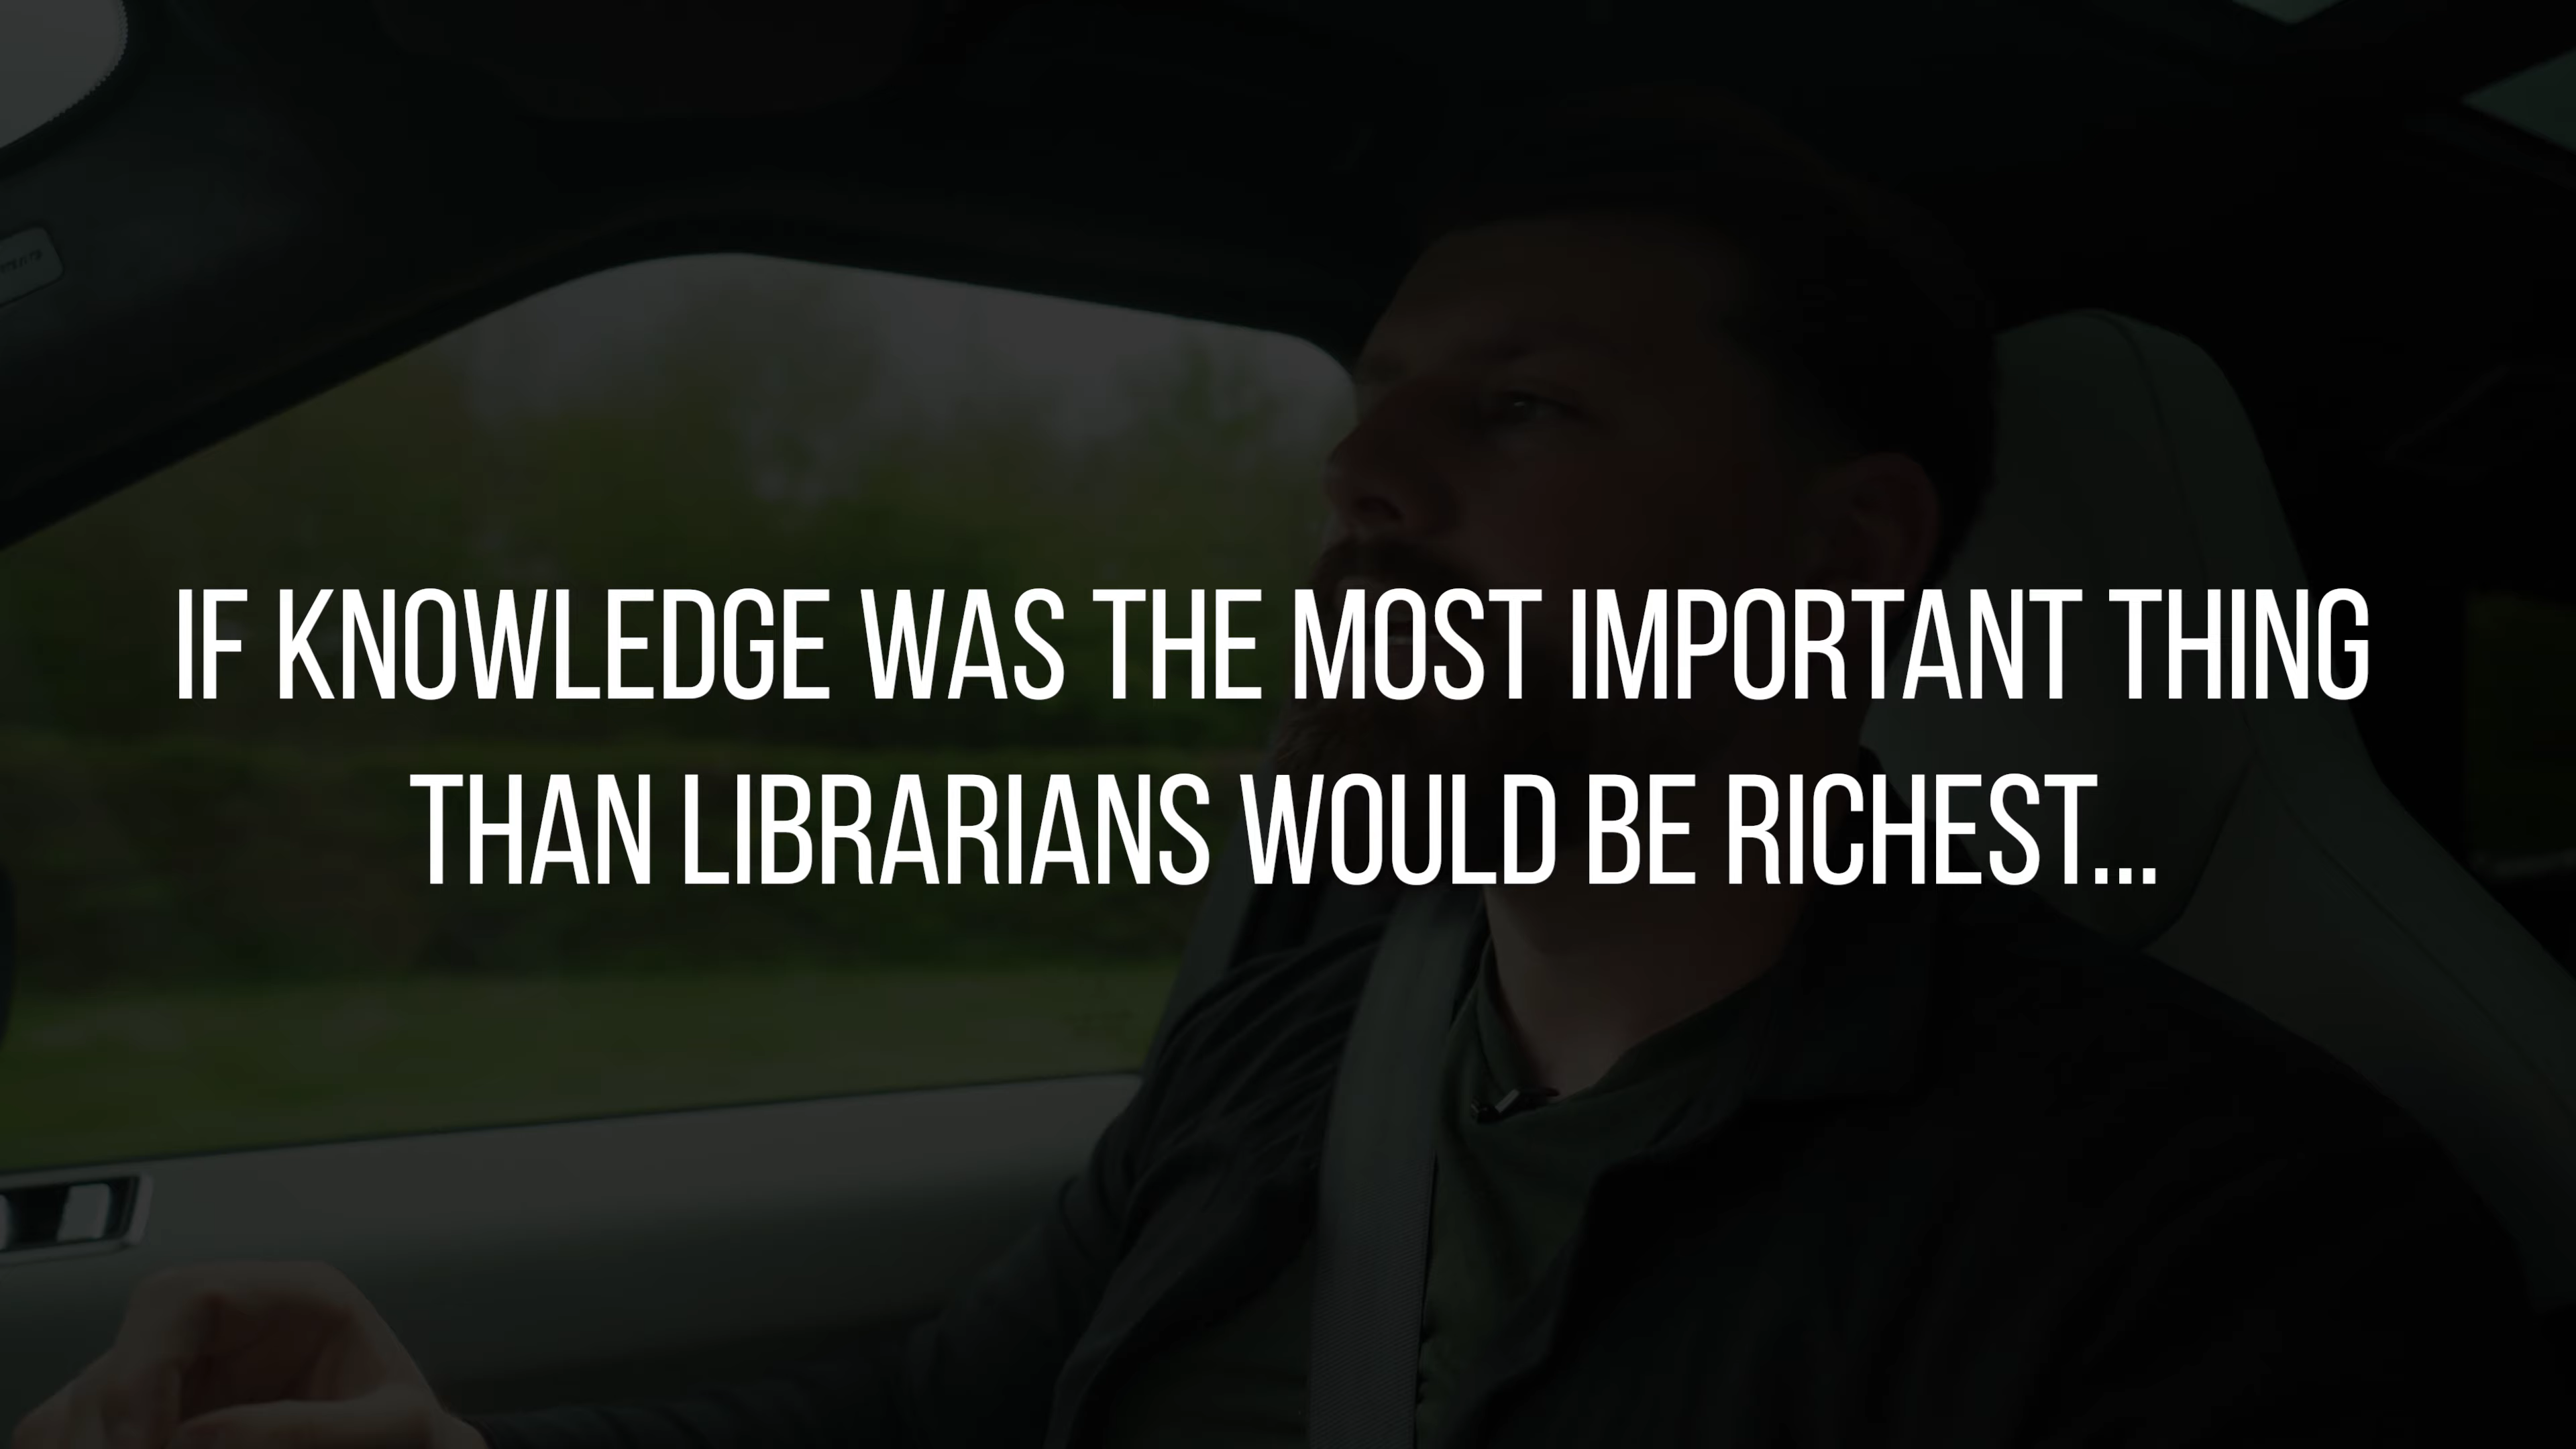 IF KNOWLEDGE WAS THE MOST IMPORTANT THING
THAN LIBRARIANS WOULD BE RICHEST...